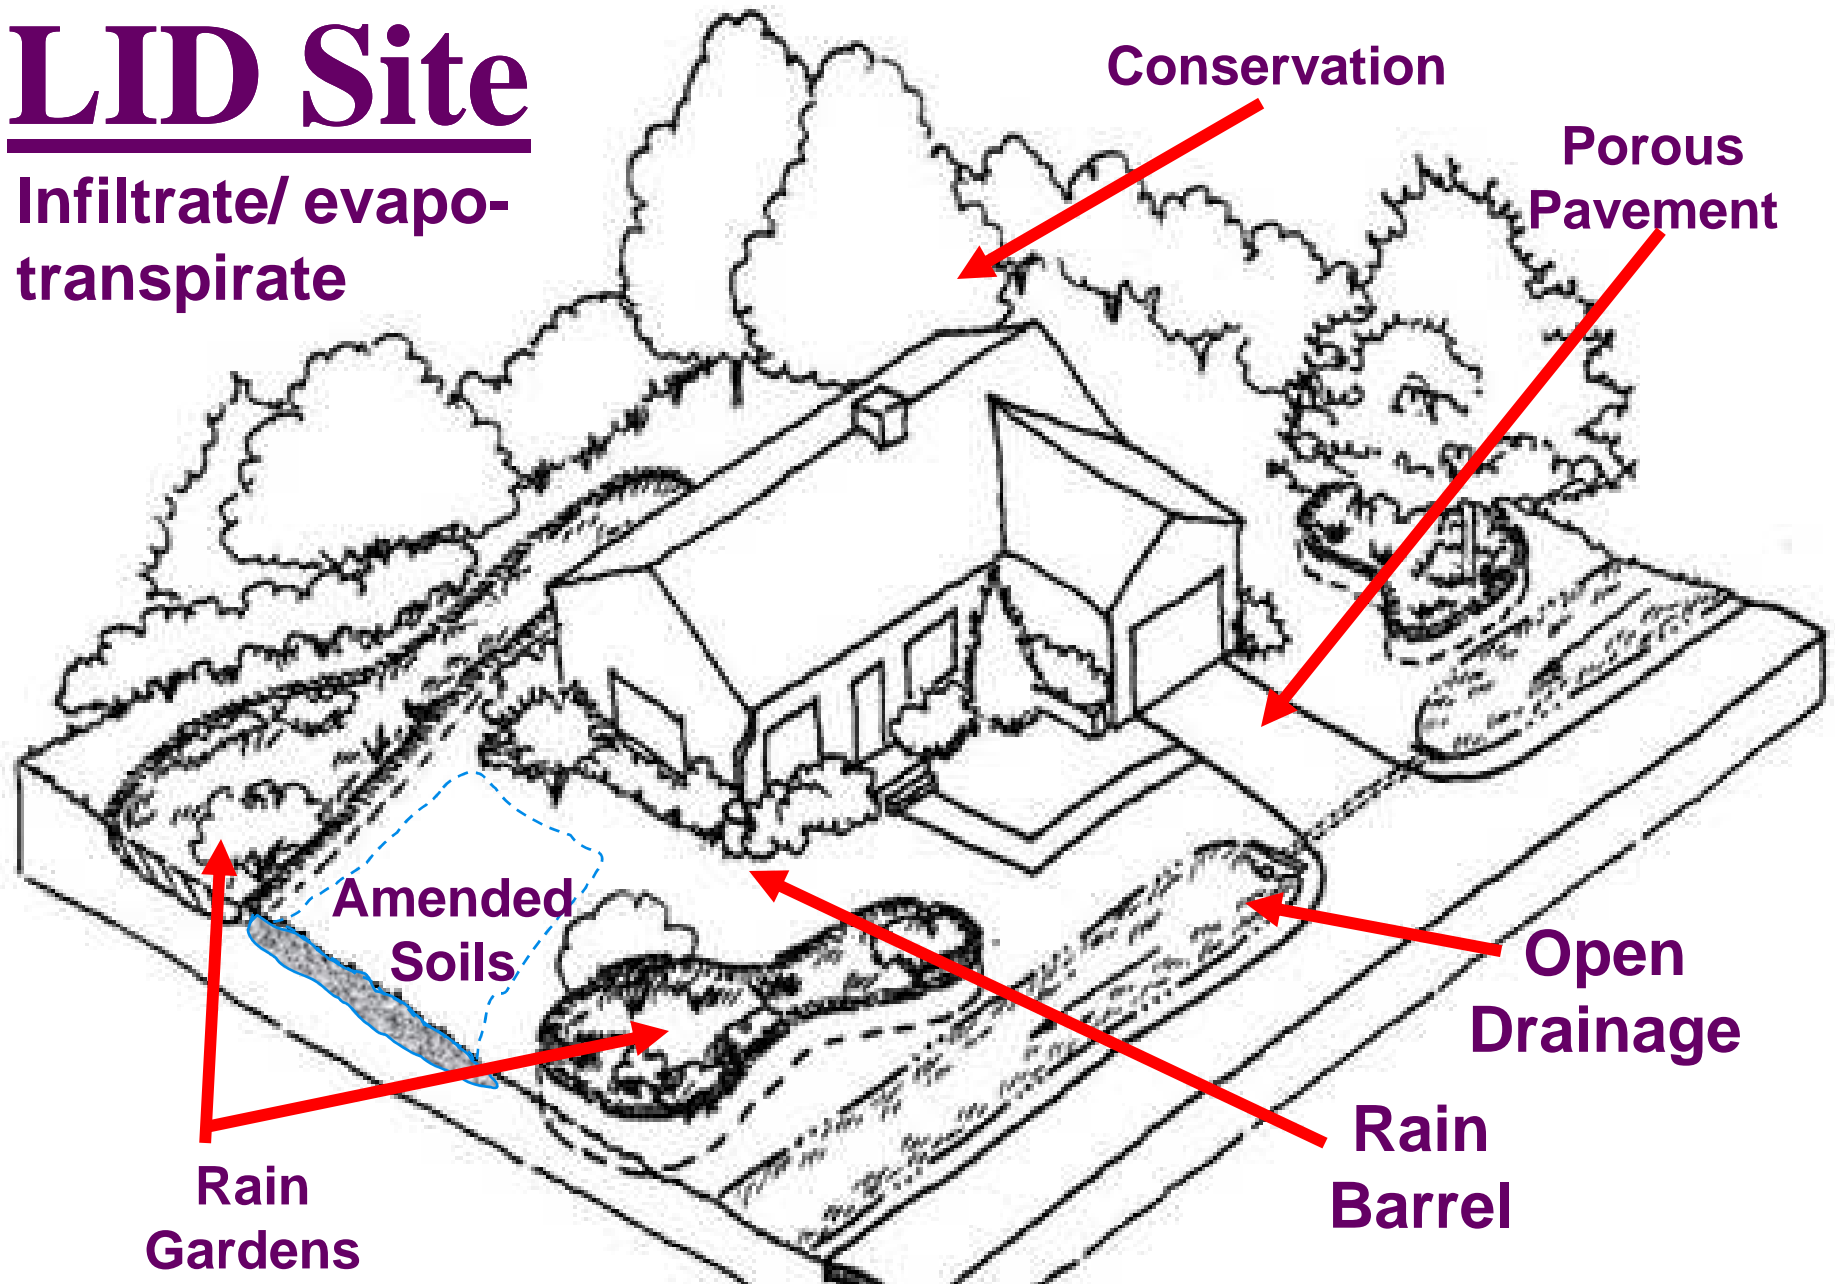 LID Site
Infiltrate/ evapo-
transpirate
Conservation
Porous
Pavement
Amended
Soils
Open
Drainage
Rain
Barrel
Rain
Gardens